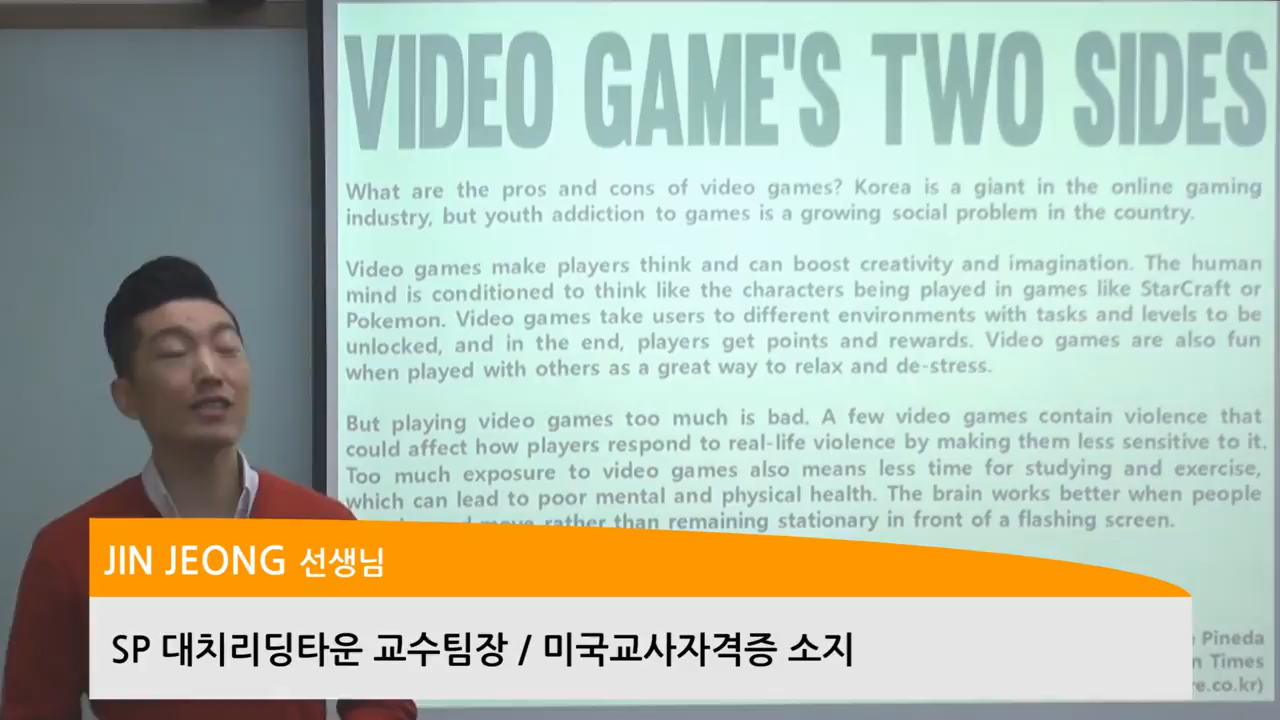 VIDEO GAME'S TWO SIDES
What are the pros and cons of video games? Korea is a giant in the online gaming
industry, but youth addiction to games is a growing social problem in the country.
Video games make players think and can boost creativity and imagination. The human
mind is conditioned to think like the characters being played in games like StarCraft or
Pokemon. Video games take users to different environments with tasks and levels to be
unlocked, and in the end, players get points and rewards. Video games are also fun
when played with others as a great way to relax and de-stress.
But playing video games too much is bad. A few video games contain violence that
could affect how players respond to real-life violence by making them less sensitive to it.
Too much exposure to video games also means less time for studying and exercise,
which can lead to poor mental and physical health. The brain works better when people
rather than remaining stationary in front of a flashing screen.
JIN JEONG 선생님
SP 대치리딩타운 교수팀장 / 미국교사자격증 소지
Pineda
Times
re.co.kr)